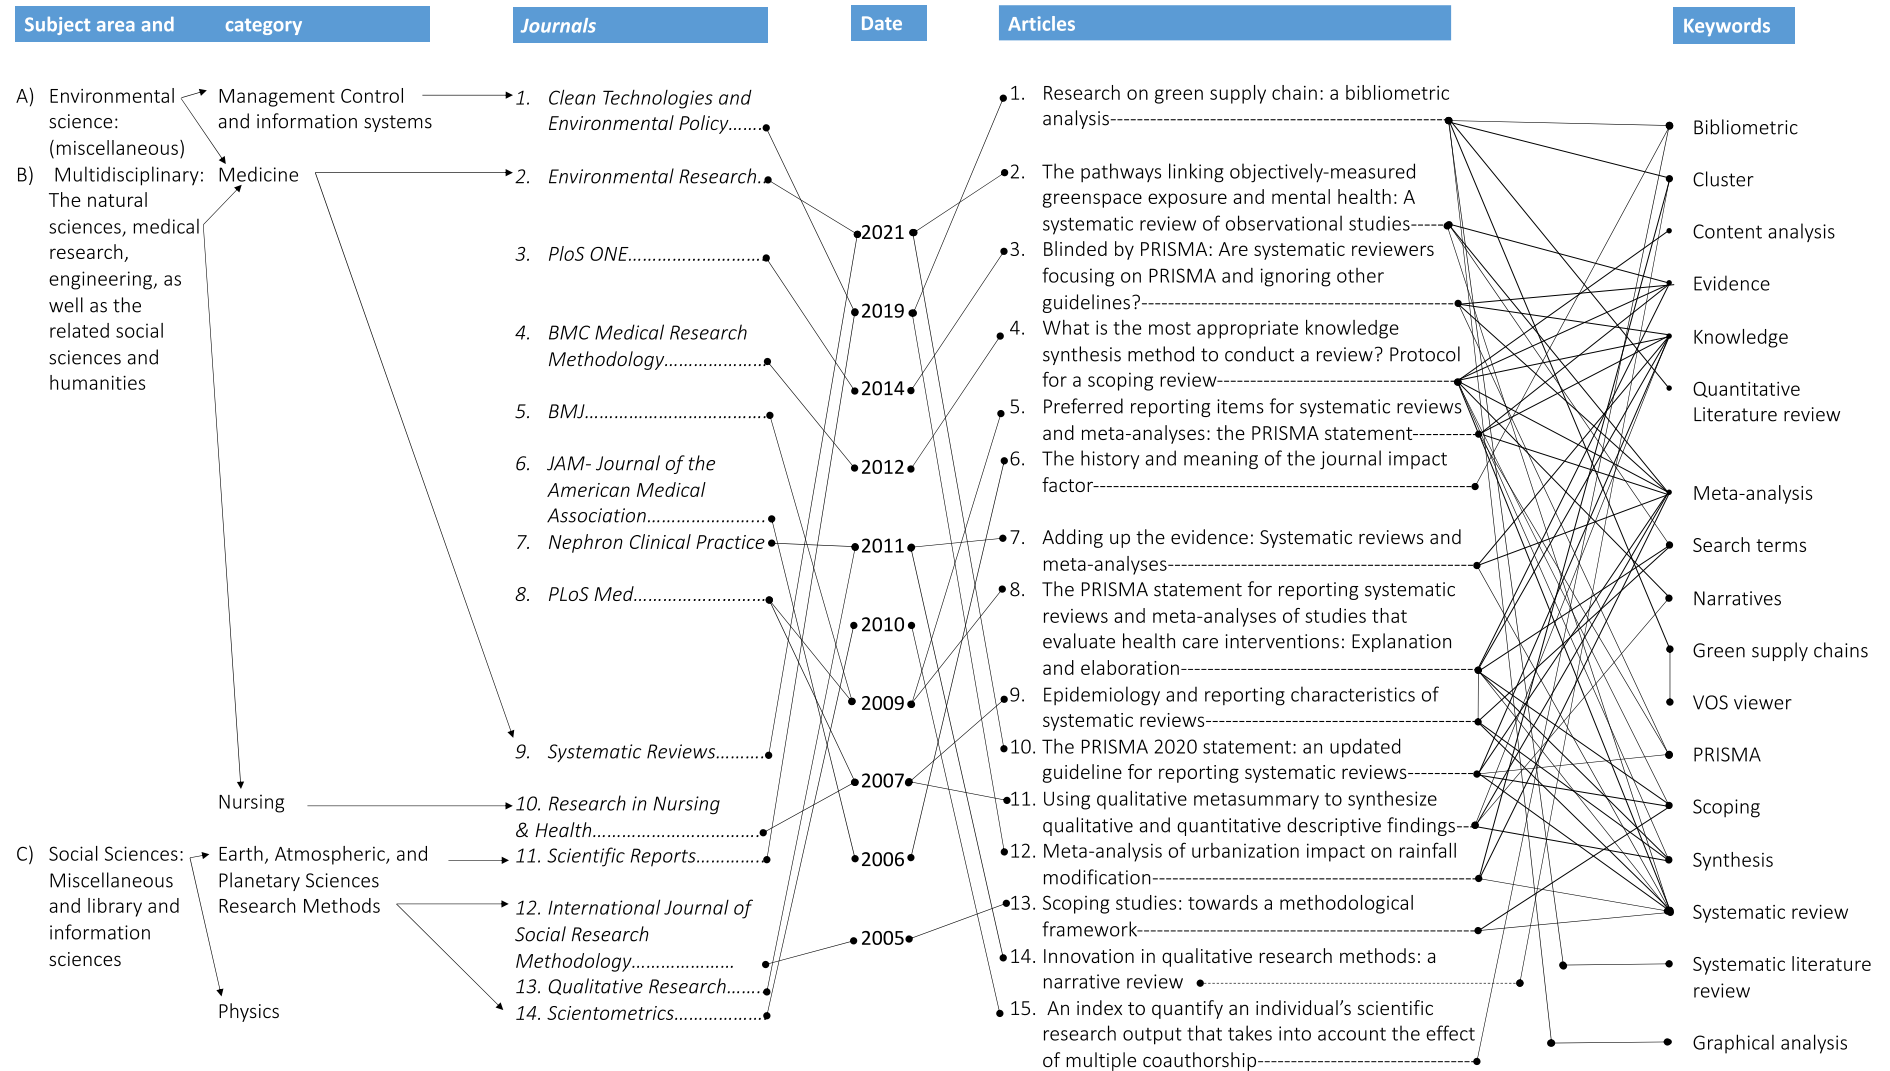 Subject area and category
Journals
Date
Articles
Keywords
A) Environmental
science:
(miscellaneous)
B) Multidisciplinary:
The natural
sciences, medical
research,
engineering, as
well as the
related social
sciences and
humanities
C) Social Sciences:
Miscellaneous
and library and
information
sciences
Management Control
and information systems
Medicine
Nursing
Earth, Atmospheric, and
Planetary Sciences
Research Methods
Physics
1. Clean Technologies and
Environmental Policy.......
2. Environmental Research..
3. PloS ONE..............................
4. BMC Medical Research
Methodology.......................
5. BMJ.......................................
6. JAM- Journal of the
American Medical
Association..........................
7. Nephron Clinical Practice
8. PLoS Med.............................
9. Systematic Reviews...........
10. Research in Nursing
& Health....................................
11. Scientific Reports...............
12. International Journal of
Social Research
Methodology......................
13. Qualitative Research........
14. Scientometrics...................
2021
2019
2014
2012
2011
2010
2009
2007
2006
2005
1. Research on green supply chain: a bibliometric
analysis---------------------------------------------------
2. The pathways linking objectively-measured
greenspace exposure and mental health: A
systematic review of observational studies------
3. Blinded by PRISMA: Are systematic reviewers
focusing on PRISMA and ignoring other
guidelines?------------------------------------------------
4. What is the most appropriate knowledge
synthesis method to conduct a review? Protocol
for a scoping review------------------------------------
5. Preferred reporting items for systematic reviews
and meta-analyses: the PRISMA statement----------
6. The history and meaning of the journal impact
factor---------------------------------------------------------
7. Adding up the evidence: Systematic reviews and
meta-analyses----------------------------------------------
8. The PRISMA statement for reporting systematic
reviews and meta-analyses of studies that
evaluate health care interventions: Explanation
and elaboration--------------------------------------------
9. Epidemiology and reporting characteristics of
systematic reviews-----------------------------------------
10. The PRISMA 2020 statement: an updated
guideline for reporting systematic reviews-----------
11. Using qualitative metasummary to synthesize
qualitative and quantitative descriptive findings---
12. Meta-analysis of urbanization impact on rainfall
modification-------------------------------------------------
13. Scoping studies: towards a methodological
framework---------------------------------------------------
14. Innovation in qualitative research methods: a
narrative review
15. An index to quantify an individual’s scientific
research output that takes into account the effect
of multiple coauthorship---------------------------------
Bibliometric
Cluster
Content analysis
Evidence
Knowledge
Quantitative
Literature review
Meta-analysis
Search terms
Narratives
Green supply chains
VOS viewer
PRISMA
Scoping
Synthesis
Systematic review
Systematic literature
review
Graphical analysis